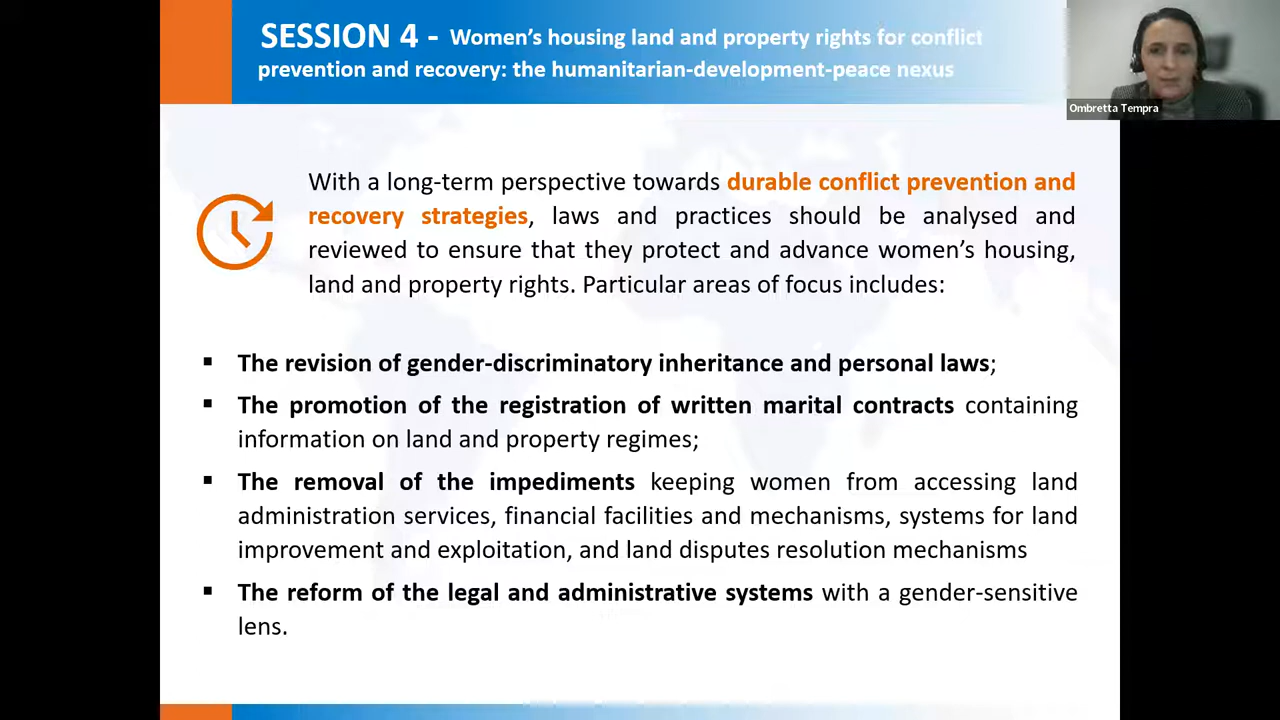 SESSION 4 - Women's housing land and property rights for conflict
prevention and recovery: the humanitarian-development-peace nexus
Ombretta Tempra
With a long-term perspective towards durable conflict prevention and
recovery strategies, laws and practices should be analysed and
reviewed to ensure that they protect and advance women's housing,
land and property rights. Particular areas of focus includes:
▪ The revision of gender-discriminatory inheritance and personal laws;
▪ The promotion of the registration of written marital contracts containing
information on land and property regimes;
▪ The removal of the impediments keeping women from accessing land
administration services, financial facilities and mechanisms, systems for land
improvement and exploitation, and land disputes resolution mechanisms
▪ The reform of the legal and administrative systems with a gender-sensitive
lens.